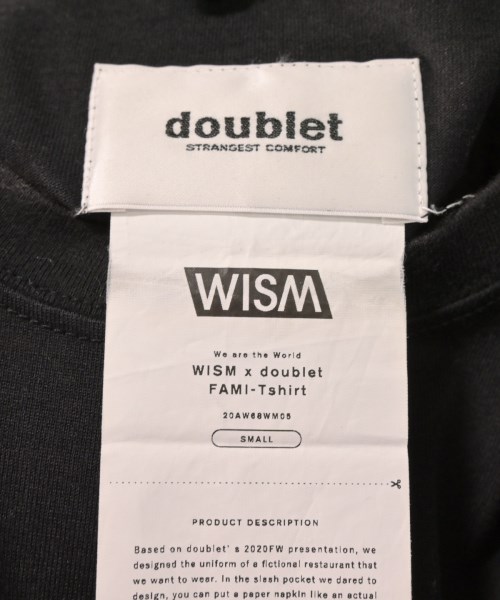 doublet
STRANGEST COMFORT
WISM
We are the World
WISM x doublet
FAMI-Tshirt
20AW68WM05
SMALL
PRODUCT DESCRIPTION
Based on doublet' s 2020FW presentation, we
designed the uniform of a fictional restaurant that
we want to wear. In the slash pocket we dared to
design, you can put a paper napkin like an actual